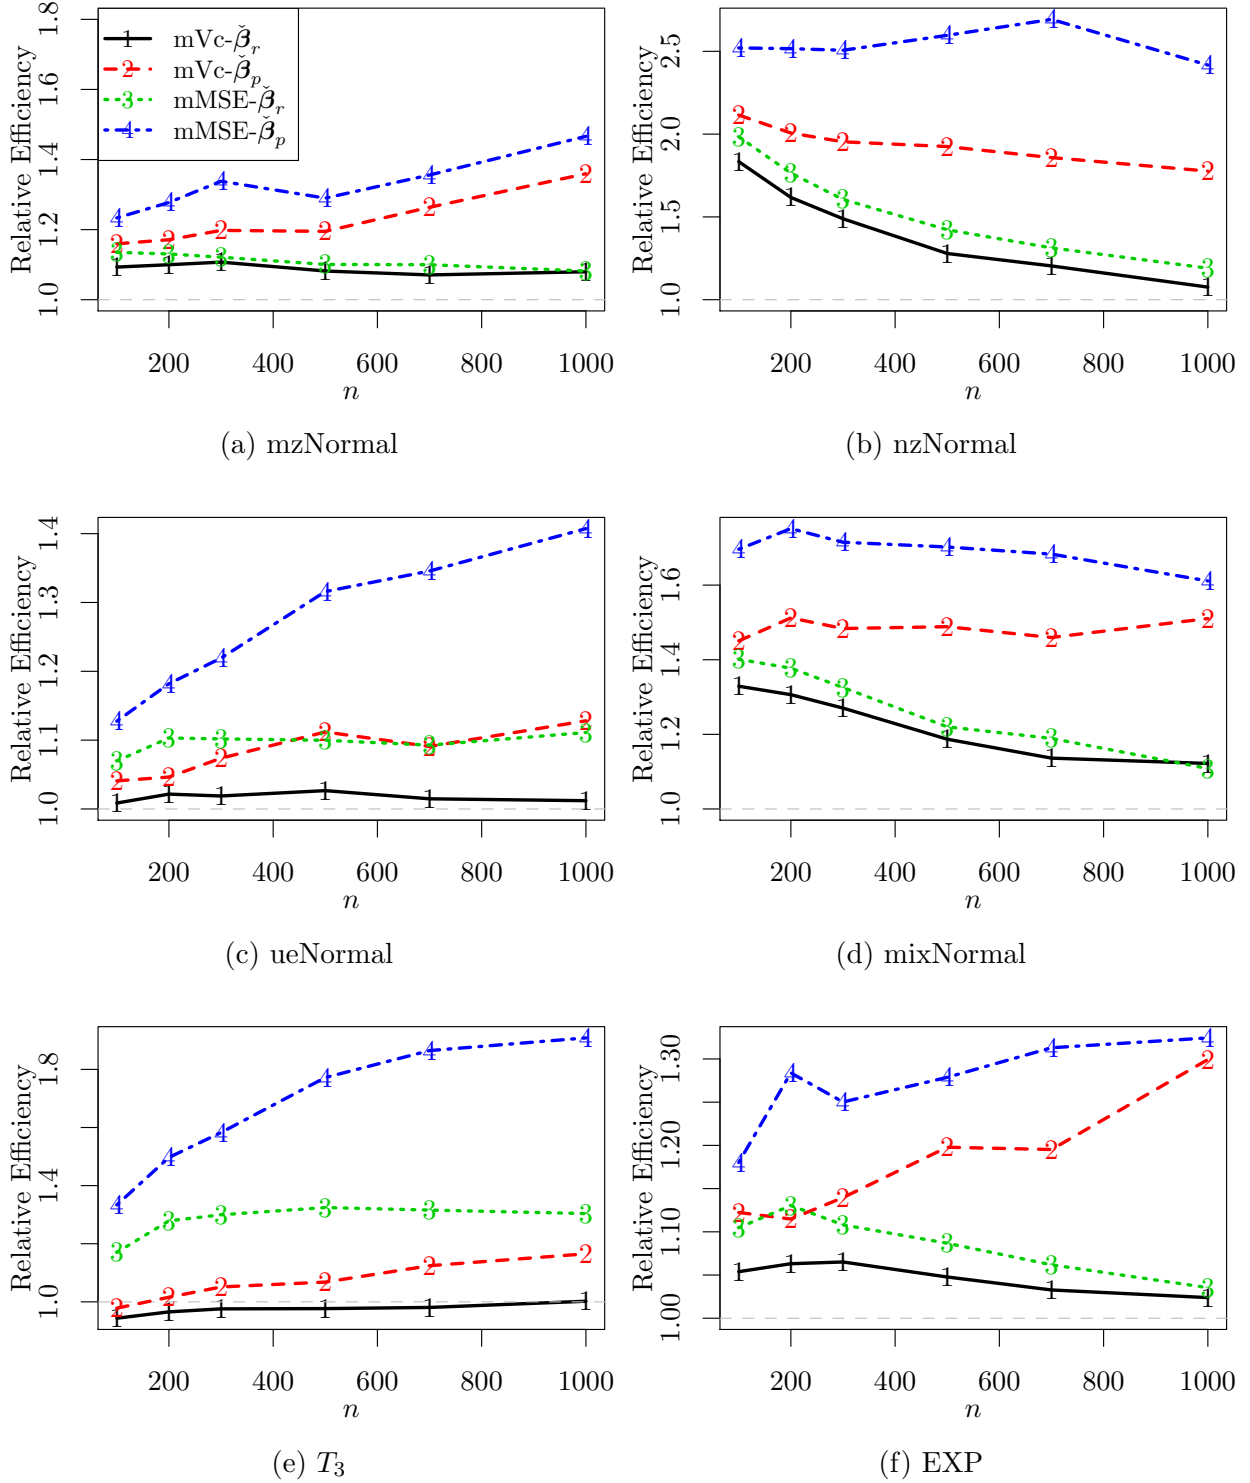 1 mVc-β̌r
2 mVc-β̌p
3 mMSE-β̌r
4 mMSE-β̌p
Relative Efficiency
1.0 1.2 1.4 1.6 1.8
200 400 600 800 1000
n
(a) mzNormal
Relative Efficiency
1.0 1.5 2.0 2.5
200 400 600 800 1000
n
(b) nzNormal
Relative Efficiency
1.0 1.1 1.2 1.3 1.4
200 400 600 800 1000
n
(c) ueNormal
Relative Efficiency
1.0 1.2 1.4 1.6
200 400 600 800 1000
n
(d) mixNormal
Relative Efficiency
1.0 1.4 1.8
200 400 600 800 1000
n
(e) T3
Relative Efficiency
1.00 1.10 1.20 1.30
200 400 600 800 1000
n
(f) EXP